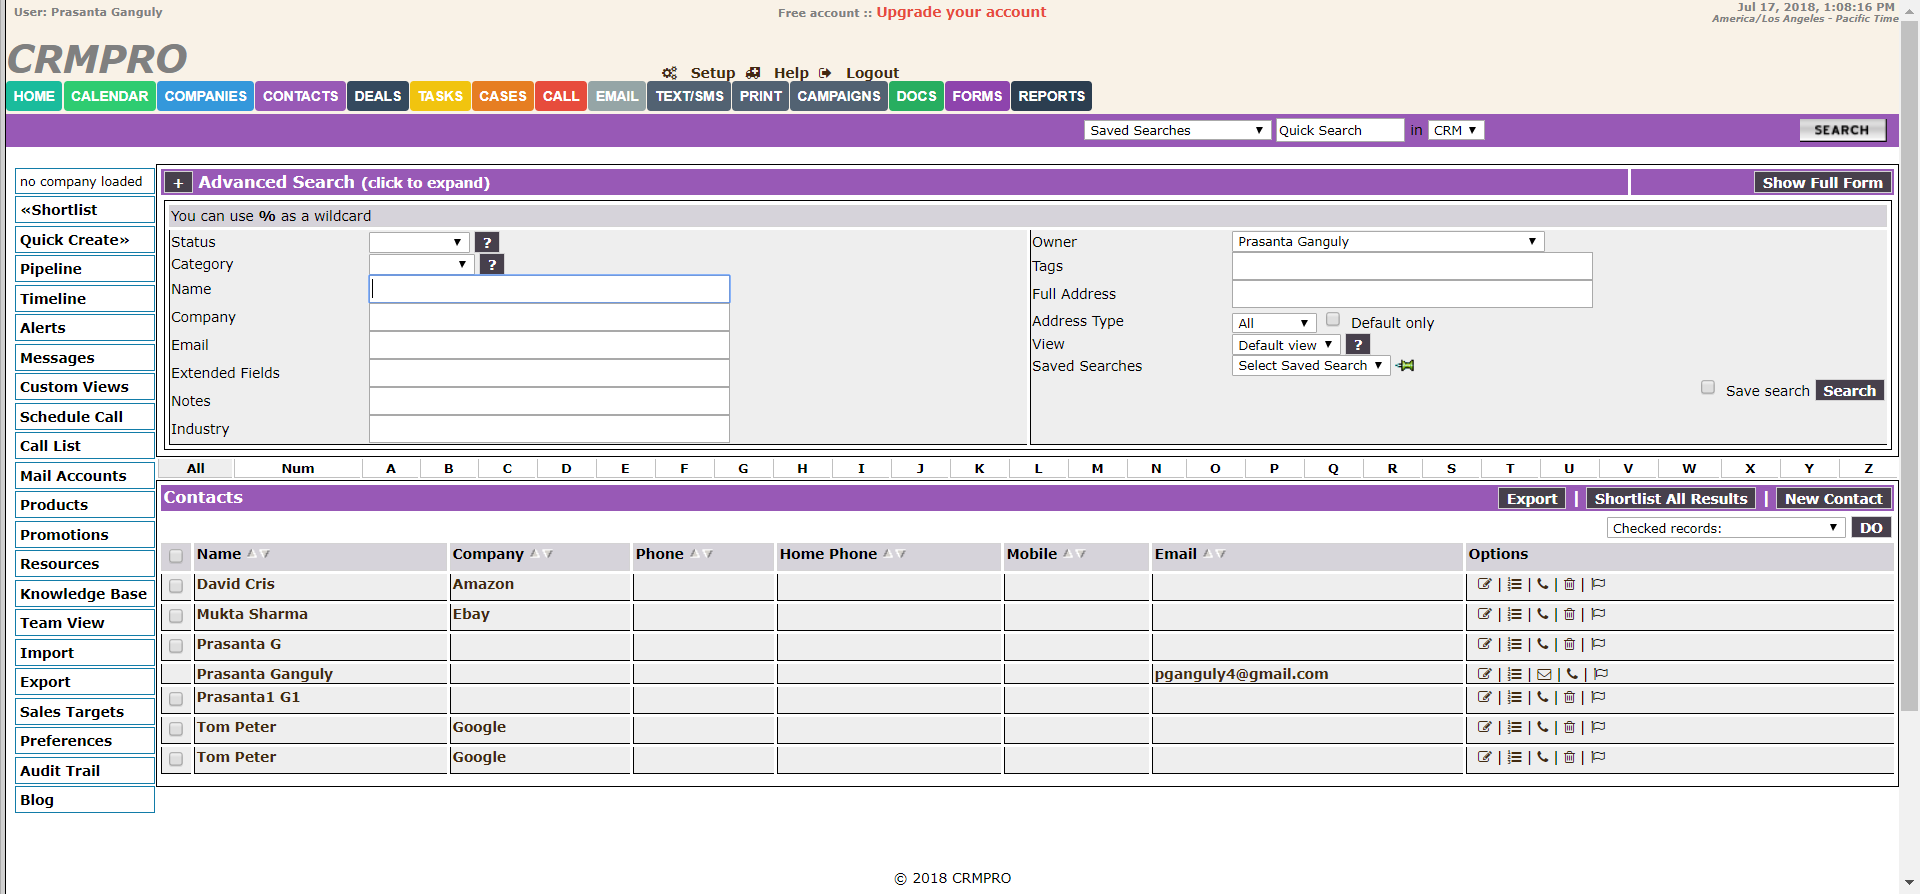 User: Prasanta Ganguly
Free account :: Upgrade your account
Jul 17, 2018, 1:08:16 PM
America/Los Angeles - Pacific Time
CRMPRO
Setup Help Logout
HOME CALENDAR COMPANIES CONTACTS DEALS TASKS CASES CALL EMAIL TEXT/SMS PRINT CAMPAIGNS DOCS FORMS REPORTS
Saved Searches Quick Search in CRM SEARCH
no company loaded
«Shortlist
Quick Create»
Pipeline
Timeline
Alerts
Messages
Custom Views
Schedule Call
Call List
Mail Accounts
Products
Promotions
Resources
Knowledge Base
Team View
Import
Export
Sales Targets
Preferences
Audit Trail
Blog
+ Advanced Search (click to expand) Show Full Form
You can use % as a wildcard
Status ?
Category ?
Name
Company
Email
Extended Fields
Notes
Industry
Owner Prasanta Ganguly
Tags
Full Address
Address Type All Default only
View Default view ?
Saved Searches Select Saved Search
Save search Search
All Num A B C D E F G H I J K L M N O P Q R S T U V W X Y Z
Contacts Export | Shortlist All Results | New Contact
Checked records: DO
Name Company Phone Home Phone Mobile Email Options
David Cris Amazon | | | |
Mukta Sharma Ebay | | | |
Prasanta G | | | |
Prasanta Ganguly pganguly4@gmail.com | | | |
Prasanta1 G1 | | | |
Tom Peter Google | | | |
Tom Peter Google | | | |
© 2018 CRMPRO